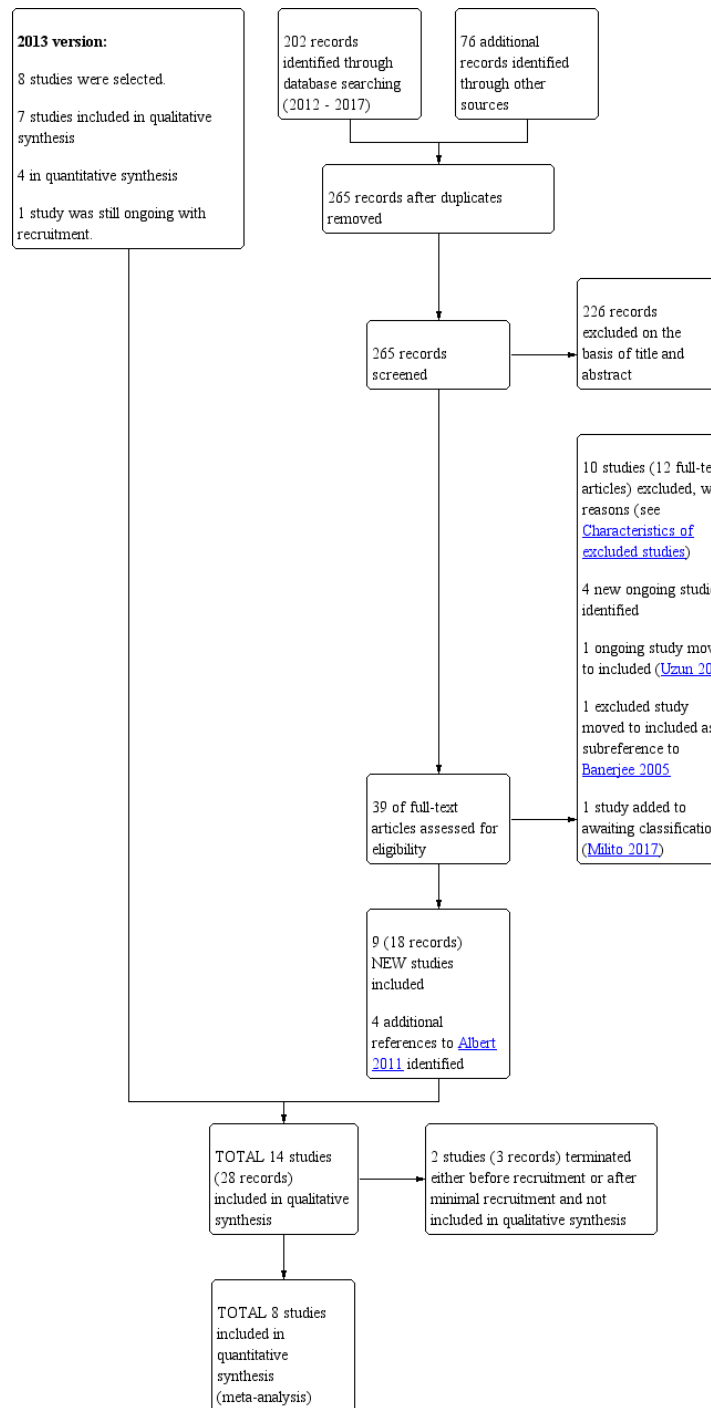 2013 version:
8 studies were selected.
7 studies included in qualitative
synthesis
4 in quantitative synthesis
1 study was still ongoing with
recruitment.
202 records
identified through
database searching
(2012 - 2017)
76 additional
records identified
through other
sources
265 records after duplicates
removed
265 records
screened
226 records
excluded on the
basis of title and
abstract
10 studies (12 full-te
articles) excluded, w
reasons (see
Characteristics of
excluded studies)
4 new ongoing studi
identified
1 ongoing study mov
to included (Uzun 20
1 excluded study
moved to included as
subreference to
Banerjee 2005
1 study added to
awaiting classificatio
(Milito 2017)
39 of full-text
articles assessed for
eligibility
9 (18 records)
NEW studies
included
4 additional
references to Albert
2011 identified
TOTAL 14 studies
(28 records)
included in qualitative
synthesis
2 studies (3 records) terminated
either before recruitment or after
minimal recruitment and not
included in qualitative synthesis
TOTAL 8 studies
included in
quantitative
synthesis
(meta-analysis)